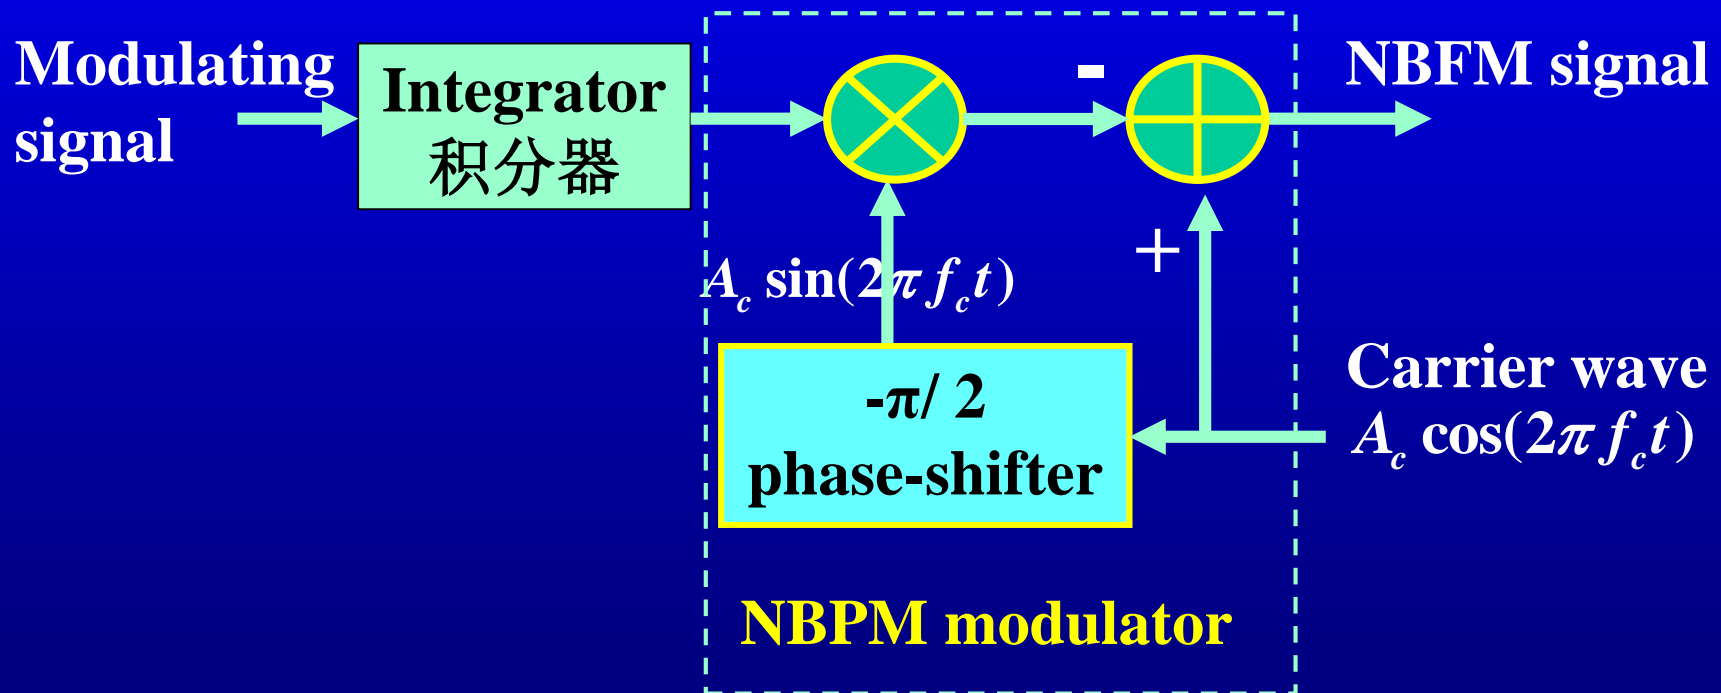 Modulating
signal
Integrator
积分器
-
NBFM signal
A_c sin(2π f_c t)
+
-π/ 2
phase-shifter
Carrier wave
A_c cos(2π f_c t)
NBPM modulator